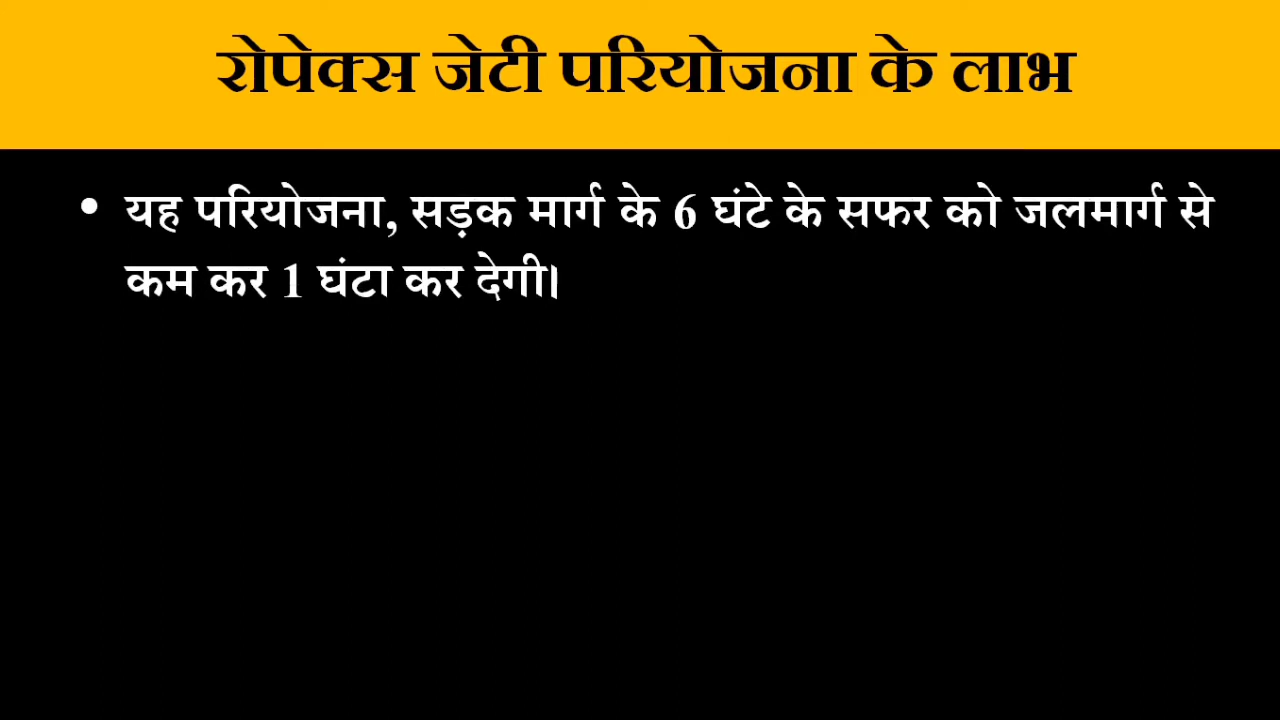 रोपेक्स जेटी परियोजना के लाभ
• यह परियोजना, सड़क मार्ग के 6 घंटे के सफर को जलमार्ग से
कम कर 1 घंटा कर देगी।